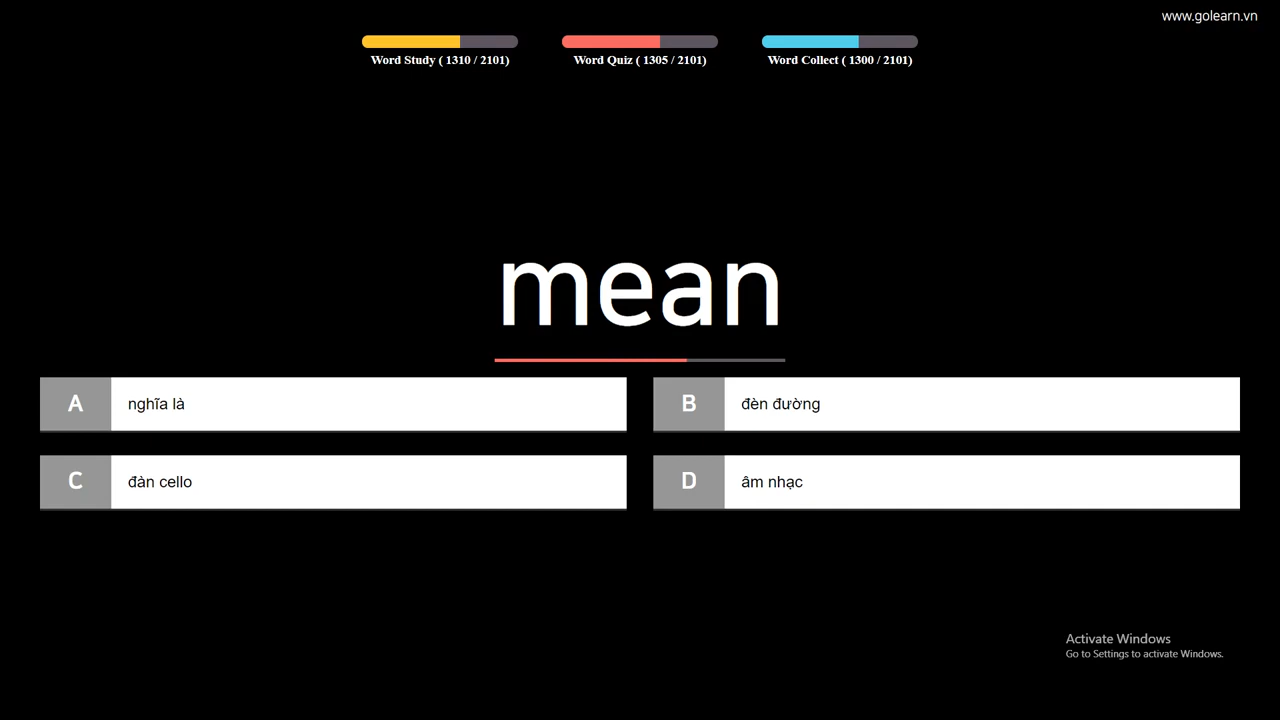 www.golearn.vn
Word Study ( 1310 / 2101)
Word Quiz ( 1305 / 2101)
Word Collect ( 1300 / 2101)
mean
A nghĩa là
B đèn đường
C đàn cello
D âm nhạc
Activate Windows
Go to Settings to activate Windows.